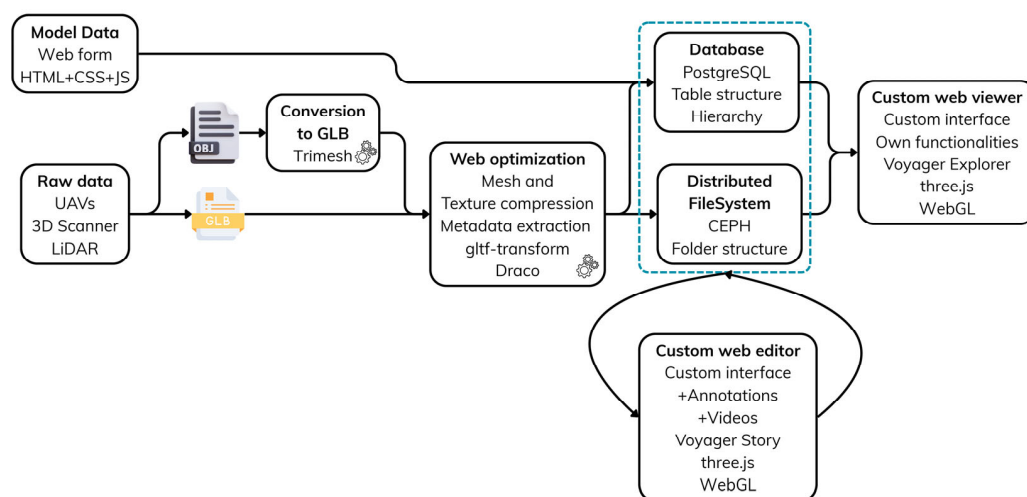 Model Data
Web form
HTML+CSS+JS
Raw data
UAVs
3D Scanner
LiDAR
OBJ
GLB
Conversion
to GLB
Trimesh
Web optimization
Mesh and
Texture compression
Metadata extraction
gltf-transform
Draco
Database
PostgreSQL
Table structure
Hierarchy
Distributed
FileSystem
CEPH
Folder structure
Custom web viewer
Custom interface
Own functionalities
Voyager Explorer
three.js
WebGL
Custom web editor
Custom interface
+Annotations
+Videos
Voyager Story
three.js
WebGL